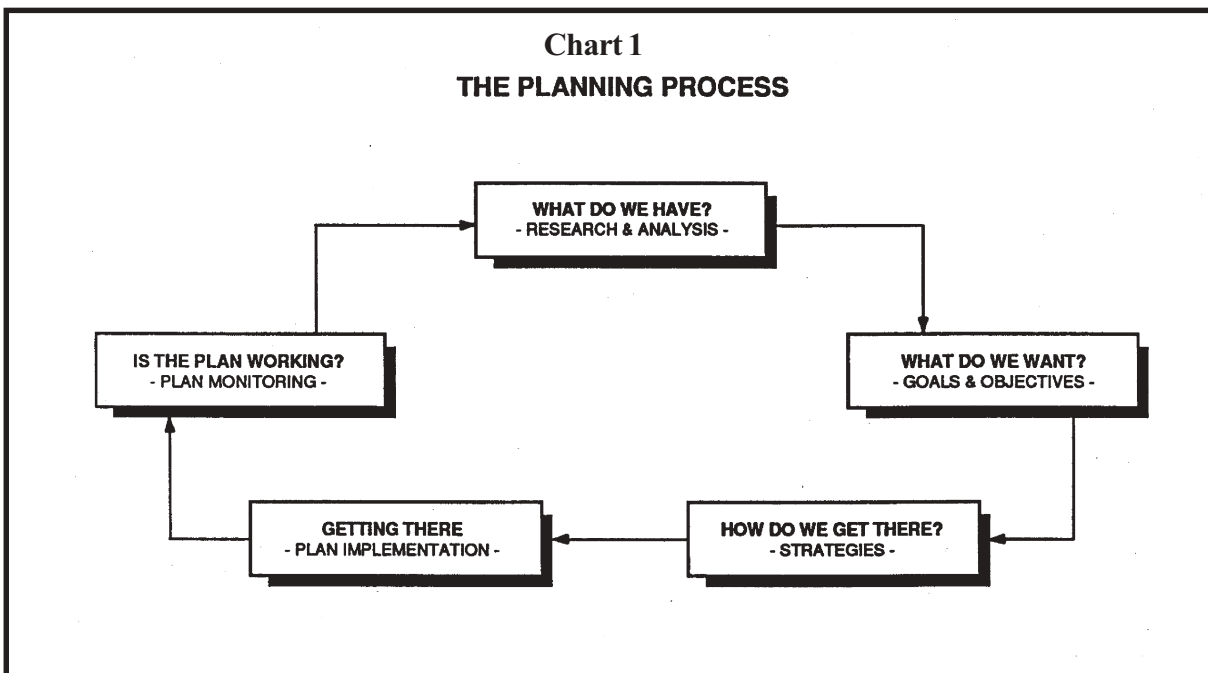 Chart 1
THE PLANNING PROCESS
WHAT DO WE HAVE?
- RESEARCH & ANALYSIS -
WHAT DO WE WANT?
- GOALS & OBJECTIVES -
HOW DO WE GET THERE?
- STRATEGIES -
GETTING THERE
- PLAN IMPLEMENTATION -
IS THE PLAN WORKING?
- PLAN MONITORING -